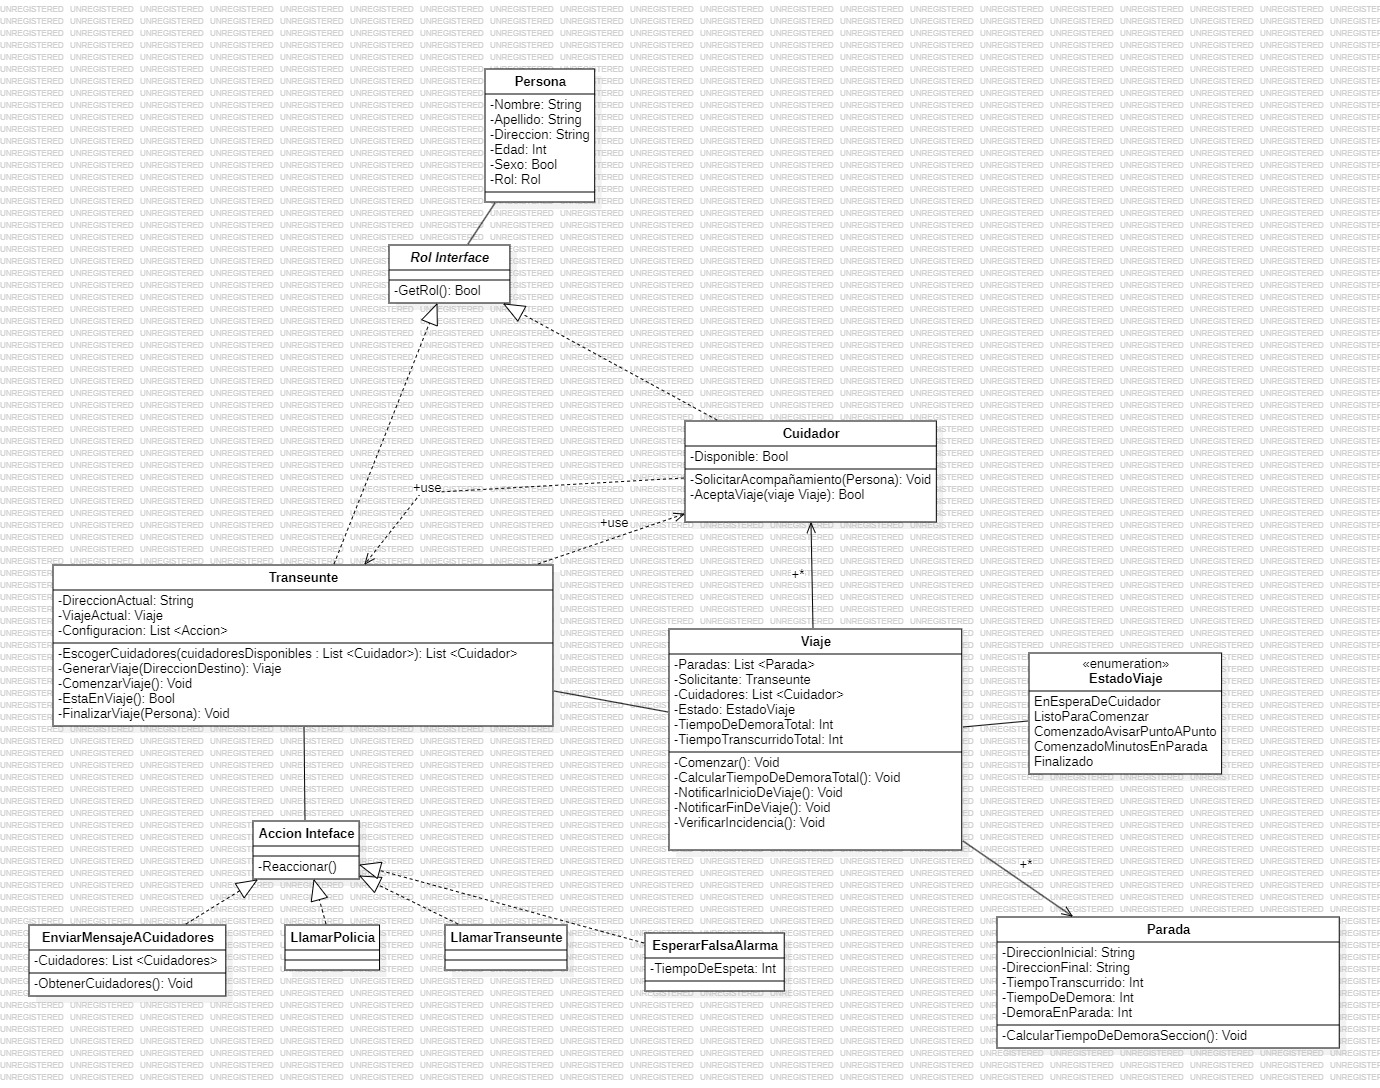 Persona
-Nombre: String
-Apellido: String
-Direccion: String
-Edad: Int
-Sexo: Bool
-Rol: Rol
Rol Interface
-GetRol(): Bool
Cuidador
-Disponible: Bool
-SolicitarAcompañamiento(Persona): Void
-AceptaViaje(viaje Viaje): Bool
+use
+use
Transeunte
-DireccionActual: String
-ViajeActual: Viaje
-Configuracion: List <Accion>
-EscogerCuidadores(cuidadoresDisponibles : List <Cuidador>): List <Cuidador>
-GenerarViaje(DireccionDestino): Viaje
-ComenzarViaje(): Void
-EstaEnViaje(): Bool
-FinalizarViaje(Persona): Void
+*
Viaje
-Paradas: List <Parada>
-Solicitante: Transeunte
-Cuidadores: List <Cuidador>
-Estado: EstadoViaje
-TiempoDeDemoraTotal: Int
-TiempoTranscurridoTotal: Int
-Comenzar(): Void
-CalcularTiempoDeDemoraTotal(): Void
-NotificarInicioDeViaje(): Void
-NotificarFinDeViaje(): Void
-VerificarIncidencia(): Void
«enumeration»
EstadoViaje
EnEsperaDeCuidador
ListoParaComenzar
ComenzadoAvisarPuntoAPunto
ComenzadoMinutosEnParada
Finalizado
Accion Inteface
-Reaccionar()
+*
EnviarMensajeACuidadores
-Cuidadores: List <Cuidadores>
-ObtenerCuidadores(): Void
LlamarPolicia
LlamarTranseunte
EsperarFalsaAlarma
-TiempoDeEspeta: Int
Parada
-DireccionInicial: String
-DireccionFinal: String
-TiempoTranscurrido: Int
-TiempoDeDemora: Int
-DemoraEnParada: Int
-CalcularTiempoDeDemoraSeccion(): Void
UNREGISTERED